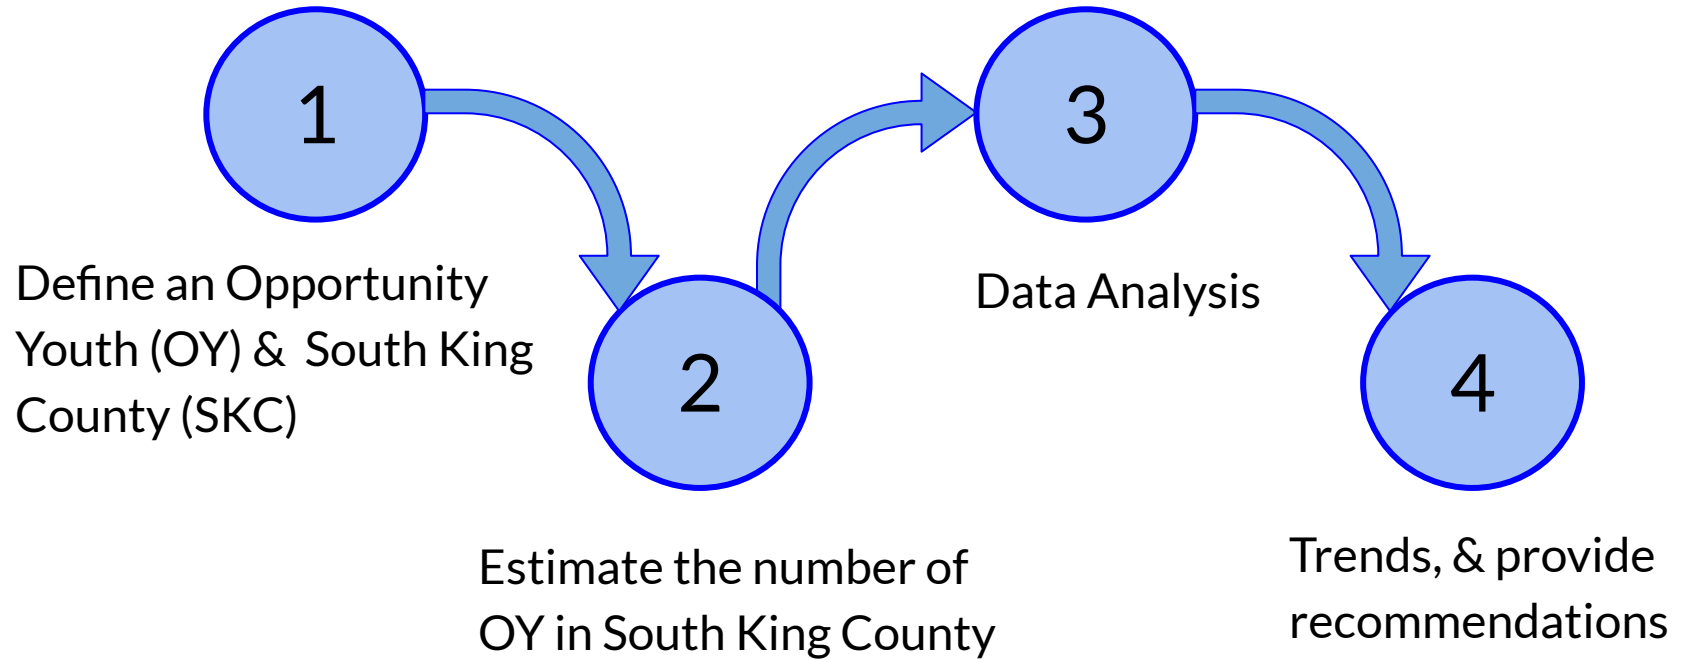 1
Define an Opportunity
Youth (OY) & South King
County (SKC)
2
Estimate the number of
OY in South King County
3
Data Analysis
4
Trends, & provide
recommendations